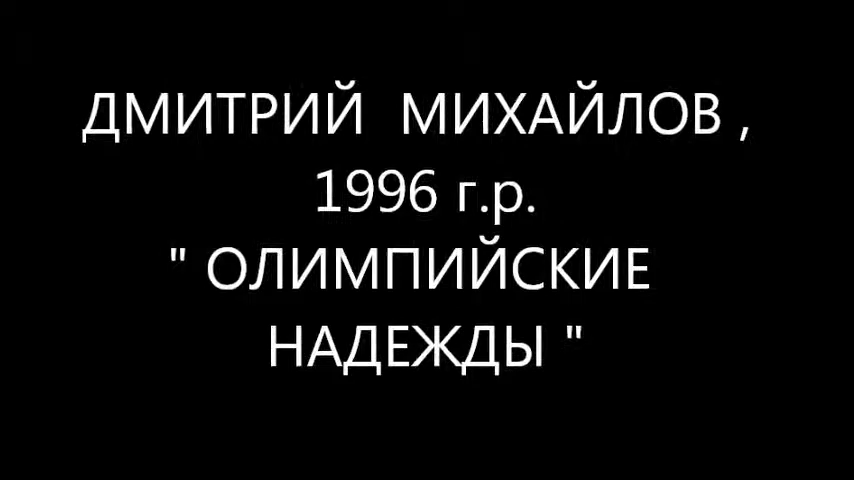 ДМИТРИЙ МИХАЙЛОВ ,
1996 г.р.
" ОЛИМПИЙСКИЕ
НАДЕЖДЫ "